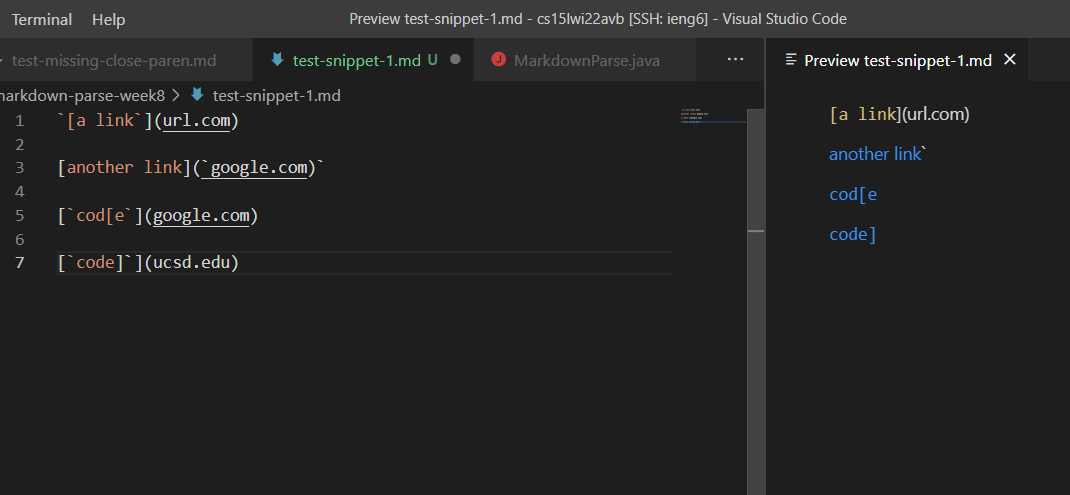 Terminal Help Preview test-snippet-1.md - cs15lwi22avb [SSH: ieng6] - Visual Studio Code
test-missing-close-paren.md test-snippet-1.md U MarkdownParse.java ... Preview test-snippet-1.md
markdown-parse-week8 > test-snippet-1.md
1 `[a link`](url.com)
2
3 [another link](`google.com)`
4
5 [`cod[e`](google.com)
6
7 [`code]`](ucsd.edu)
[a link](url.com)
another link`
cod[e
code]